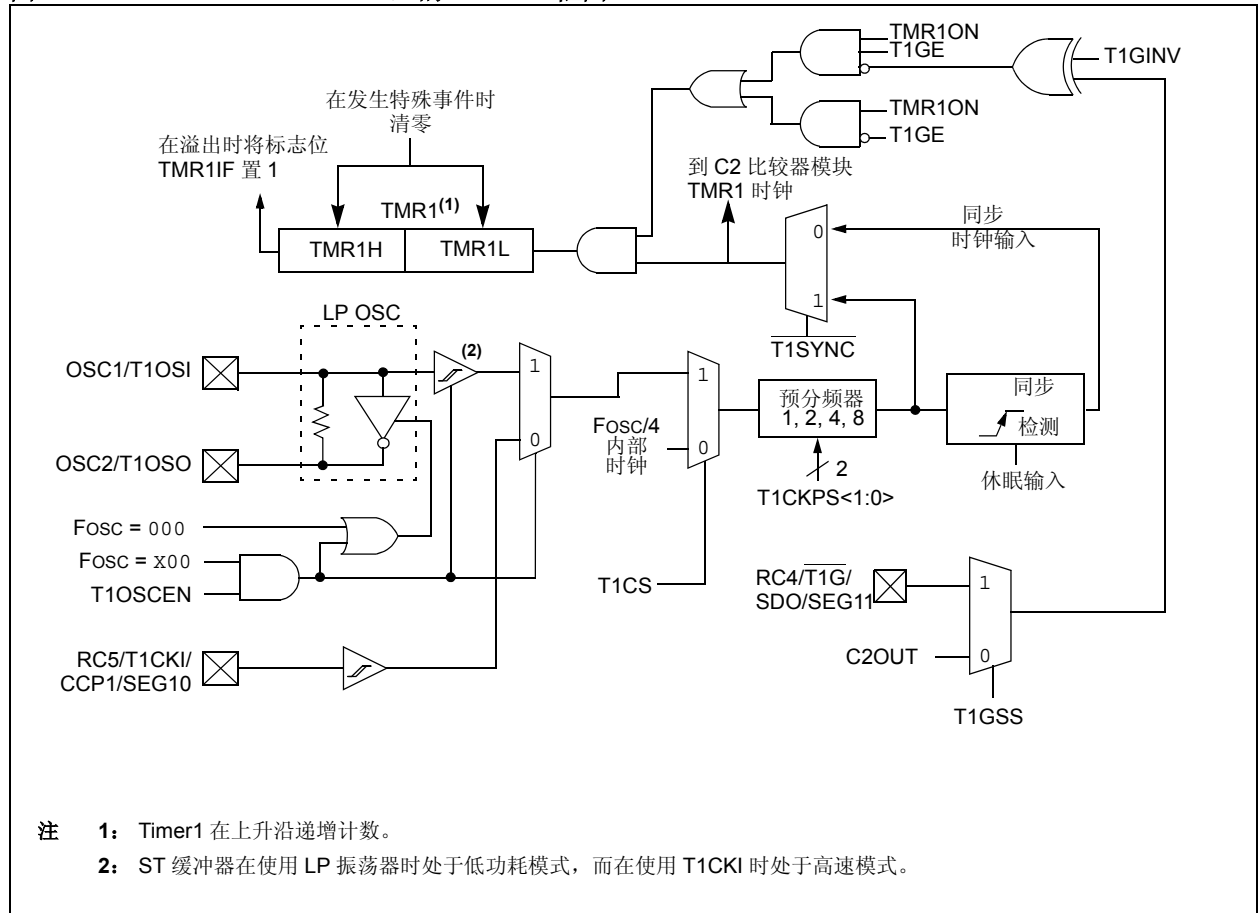 TMR1ON
T1GE
T1GINV
TMR1ON
T1GE
在发生特殊事件时
清零
在溢出时将标志位
TMR1IF 置 1
到 C2 比较器模块
TMR1 时钟
TMR1(1)
TMR1H
TMR1L
0
1
T1SYNC
同步
时钟输入
LP OSC
OSC1/T1OSI
(2)
OSC2/T1OSO
1
0
FOSC/4
内部
时钟
1
0
预分频器
1, 2, 4, 8
2
T1CKPS<1:0>
同步
检测
休眠输入
FOSC = 000
FOSC = X00
T1OSCEN
T1CS
RC4/T1G/
SDO/SEG11
1
C2OUT
0
T1GSS
RC5/T1CKI/
CCP1/SEG10
注 1： Timer1 在上升沿递增计数。
2： ST 缓冲器在使用 LP 振荡器时处于低功耗模式，而在使用 T1CKI 时处于高速模式。